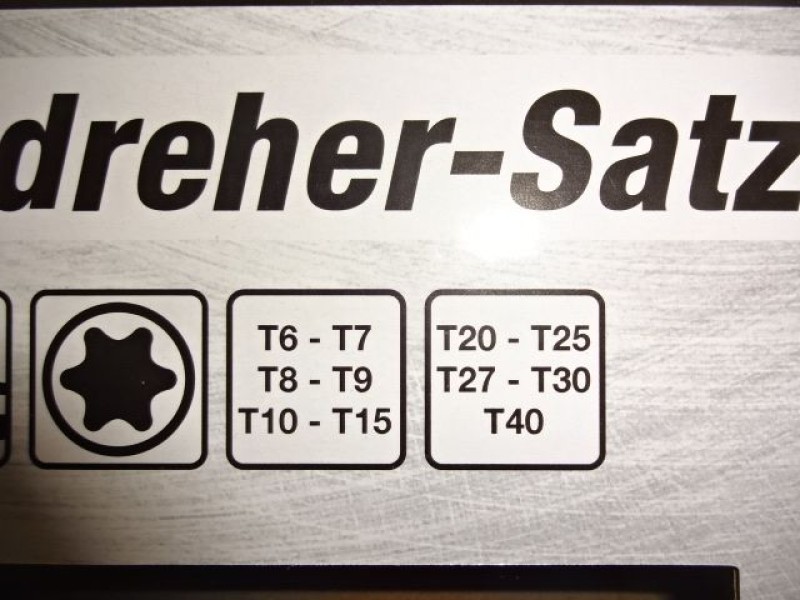 dreher-Satz
T6 - T7
T8 - T9
T10 - T15
T20 - T25
T27 - T30
T40